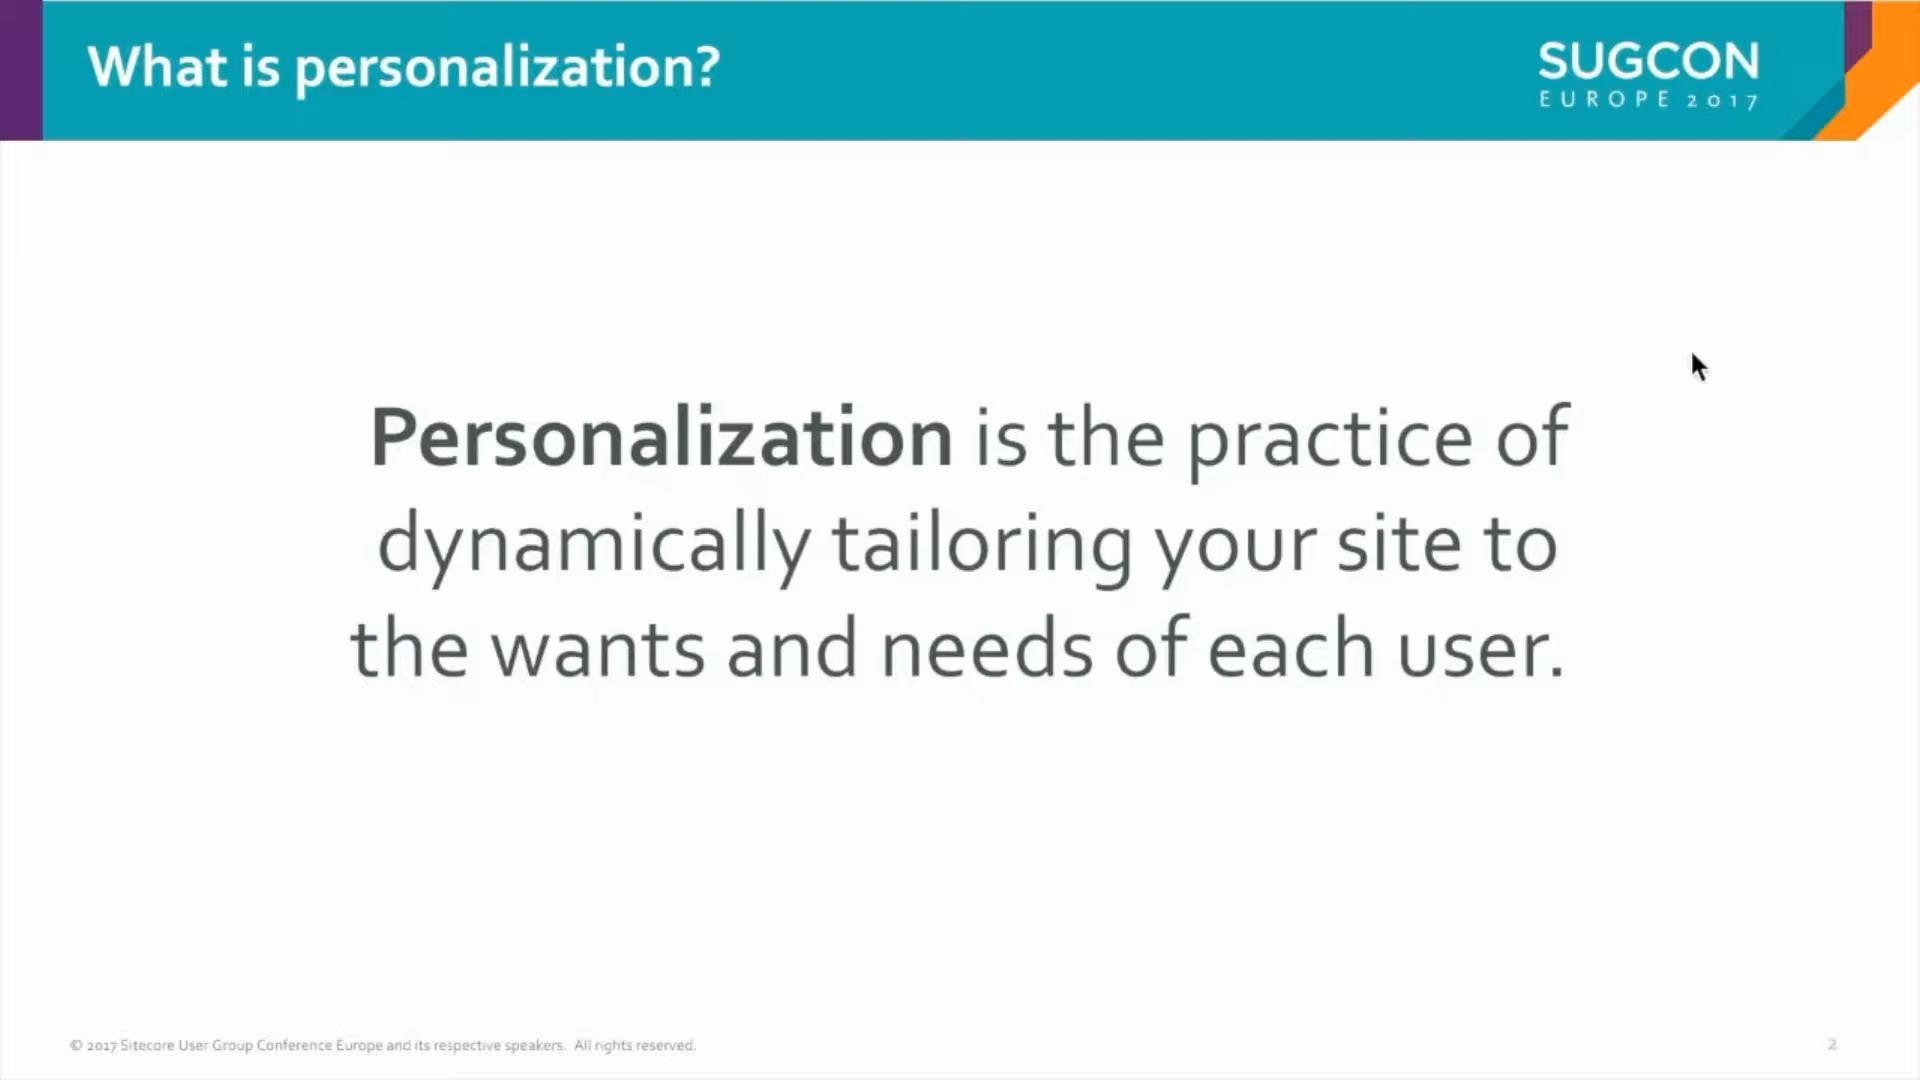 What is personalization?
SUGCON
EUROPE 2017
Personalization is the practice of
dynamically tailoring your site to
the wants and needs of each user.
© 2017 Sitecore User Group Conference Europe and its respective speakers. All rights reserved.
2